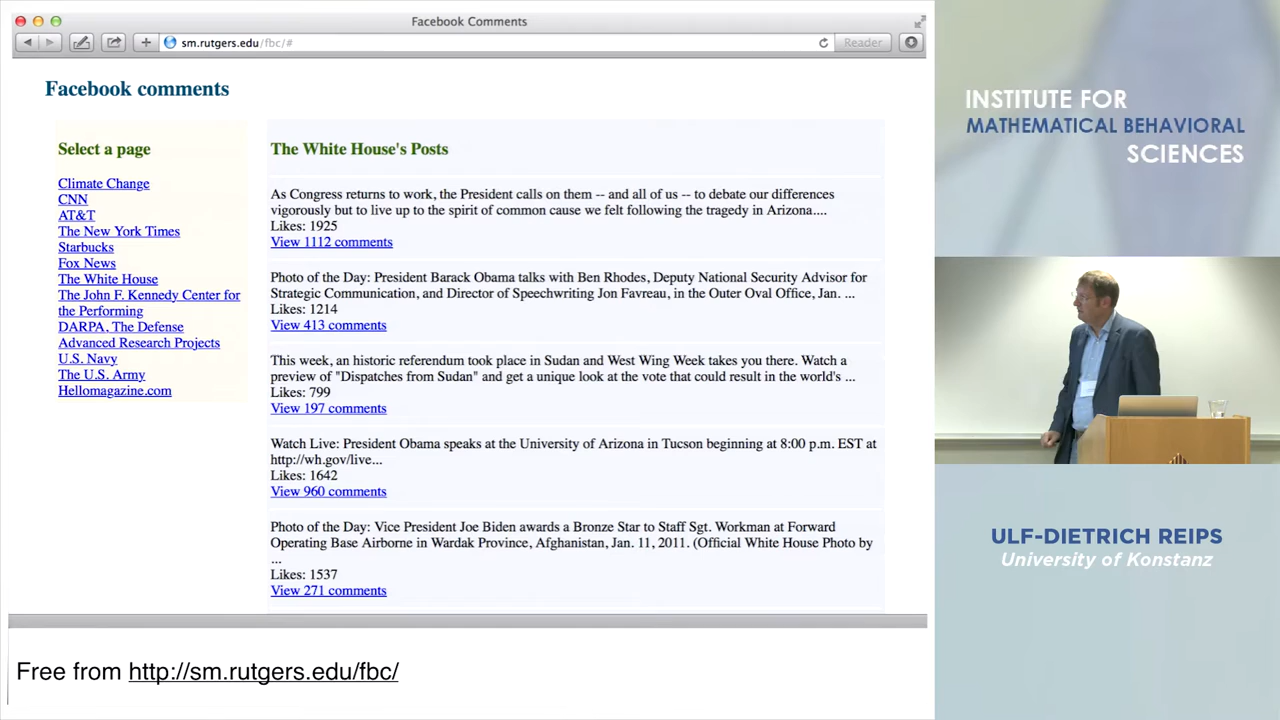 Facebook Comments
sm.rutgers.edu/fbc/#
Reader
Facebook comments
Select a page
Climate Change
CNN
AT&T
The New York Times
Starbucks
Fox News
The White House
The John F. Kennedy Center for
the Performing
DARPA, The Defense
Advanced Research Projects
U.S. Navy
The U.S. Army
Hellomagazine.com
The White House's Posts
As Congress returns to work, the President calls on them -- and all of us -- to debate our differences
vigorously but to live up to the spirit of common cause we felt following the tragedy in Arizona....
Likes: 1925
View 1112 comments
Photo of the Day: President Barack Obama talks with Ben Rhodes, Deputy National Security Advisor for
Strategic Communication, and Director of Speechwriting Jon Favreau, in the Outer Oval Office, Jan. ...
Likes: 1214
View 413 comments
This week, an historic referendum took place in Sudan and West Wing Week takes you there. Watch a
preview of "Dispatches from Sudan" and get a unique look at the vote that could result in the world's ...
Likes: 799
View 197 comments
Watch Live: President Obama speaks at the University of Arizona in Tucson beginning at 8:00 p.m. EST at
http://wh.gov/live...
Likes: 1642
View 960 comments
Photo of the Day: Vice President Joe Biden awards a Bronze Star to Staff Sgt. Workman at Forward
Operating Base Airborne in Wardak Province, Afghanistan, Jan. 11, 2011. (Official White House Photo by
...
Likes: 1537
View 271 comments
Free from http://sm.rutgers.edu/fbc/
INSTITUTE FOR
MATHEMATICAL BEHAVIORAL
SCIENCES
ULF-DIETRICH REIPS
University of Konstanz